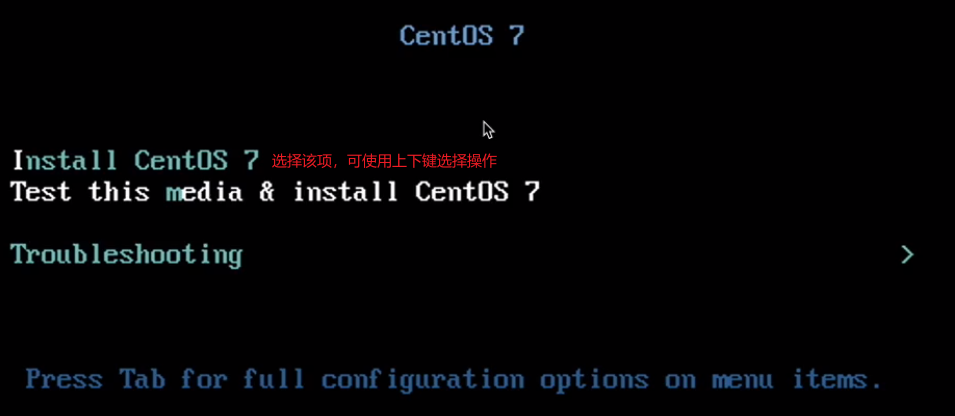 CentOS 7
Install CentOS 7 选择该项，可使用上下键选择操作
Test this media & install CentOS 7
Troubleshooting >
Press Tab for full configuration options on menu items.